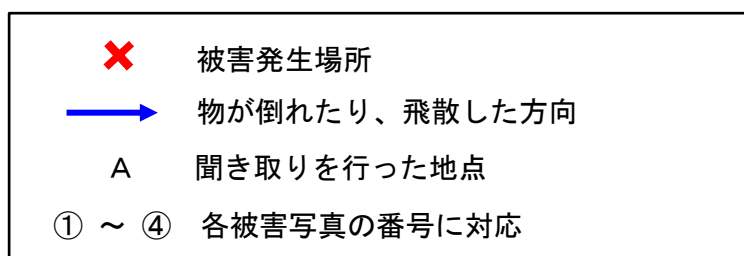 被害発生場所
物が倒れたり、飛散した方向
A 聞き取りを行った地点
① ～ ④ 各被害写真の番号に対応